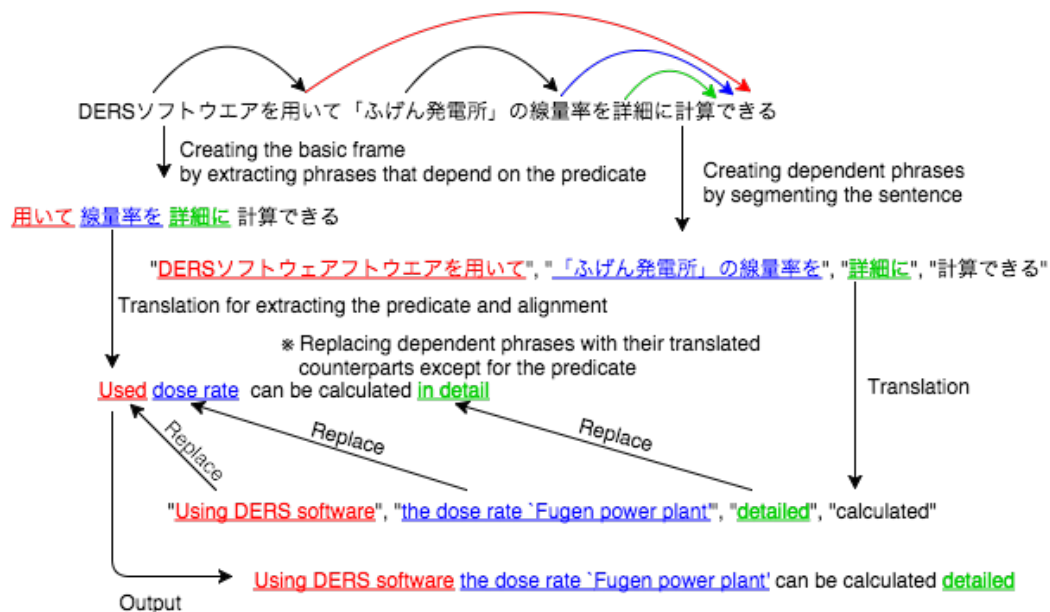 DERSソフトウエアを用いて「ふげん発電所」の線量率を詳細に計算できる
Creating the basic frame
by extracting phrases that depend on the predicate
Creating dependent phrases
by segmenting the sentence
用いて 線量率を 詳細に 計算できる
"DERSソフトウェアフトウエアを用いて", "「ふげん発電所」の線量率を", "詳細に", "計算できる"
Translation for extracting the predicate and alignment
※ Replacing dependent phrases with their translated
counterparts except for the predicate
Used dose rate can be calculated in detail
Translation
Replace
Replace
Replace
"Using DERS software", "the dose rate `Fugen power plant'", "detailed", "calculated"
Using DERS software the dose rate `Fugen power plant' can be calculated detailed
Output